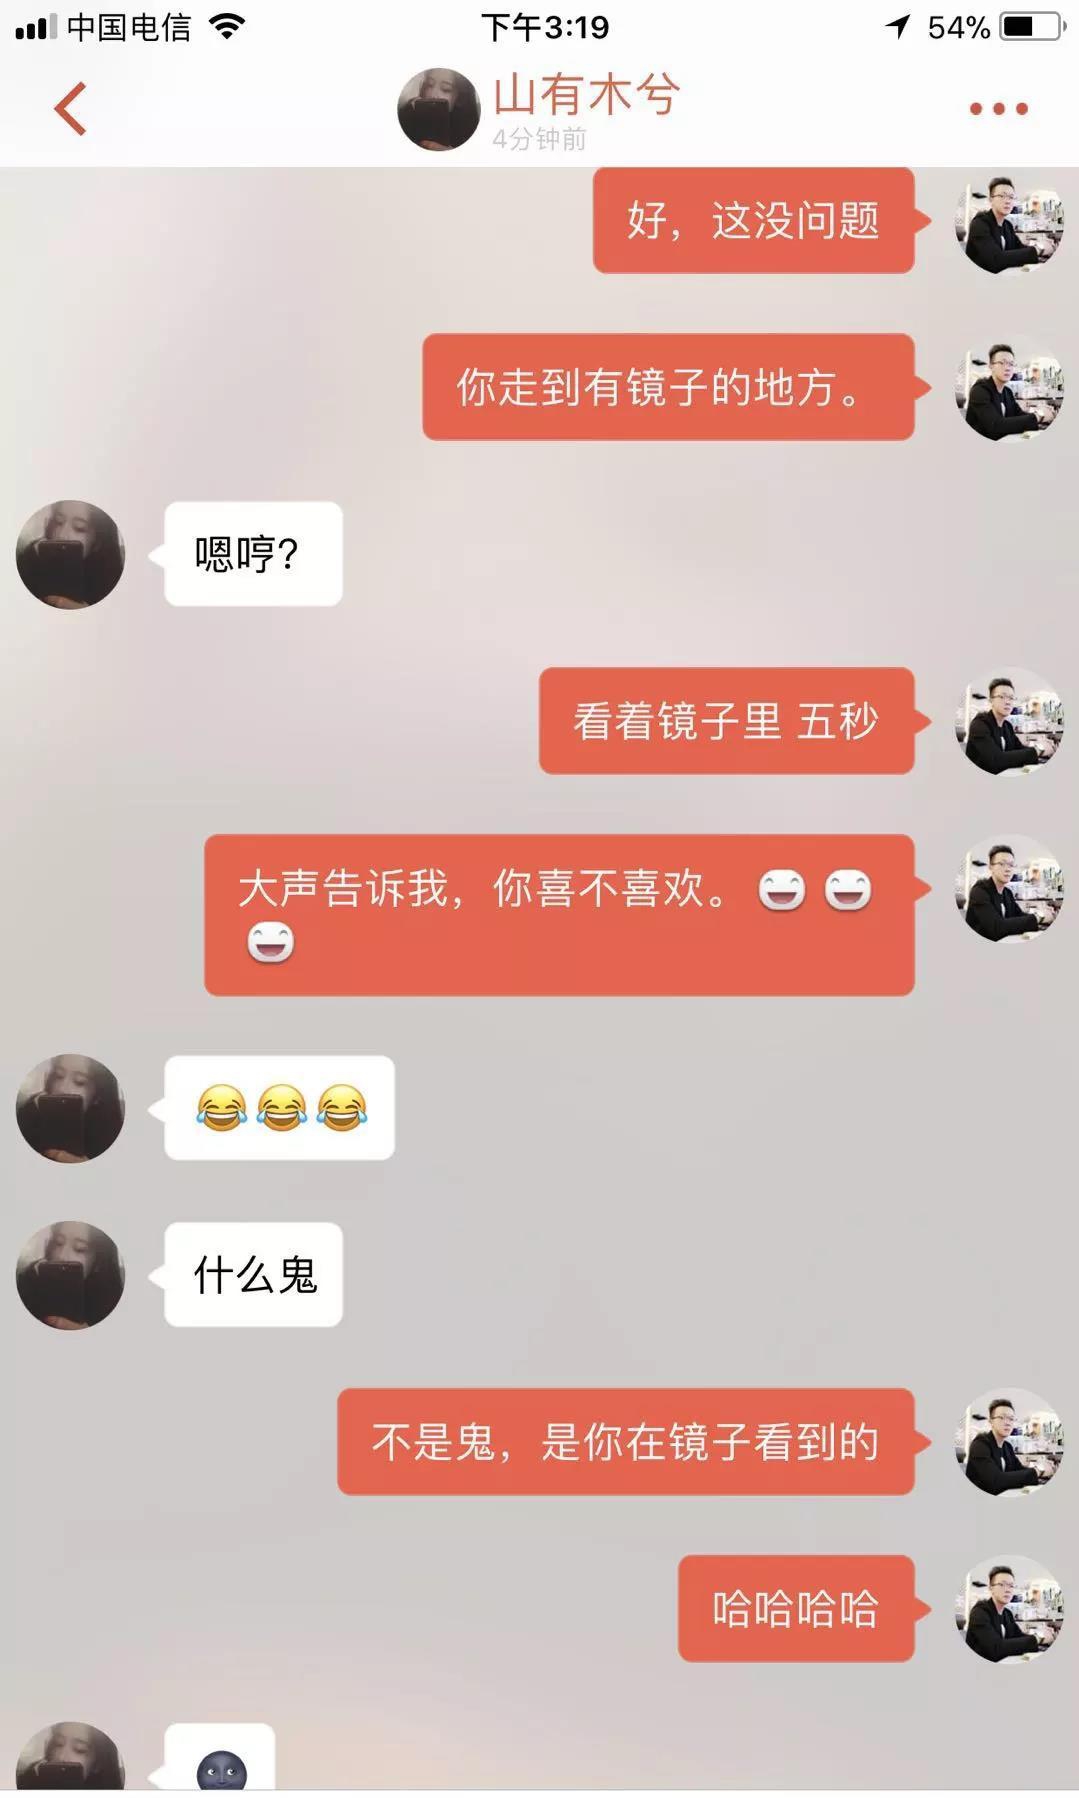 中国电信
下午3:19
54%
山有木兮
4分钟前
好，这没问题
你走到有镜子的地方。
嗯哼？
看着镜子里 五秒
大声告诉我，你喜不喜欢。
😂😂😂
什么鬼
不是鬼，是你在镜子看到的
哈哈哈哈